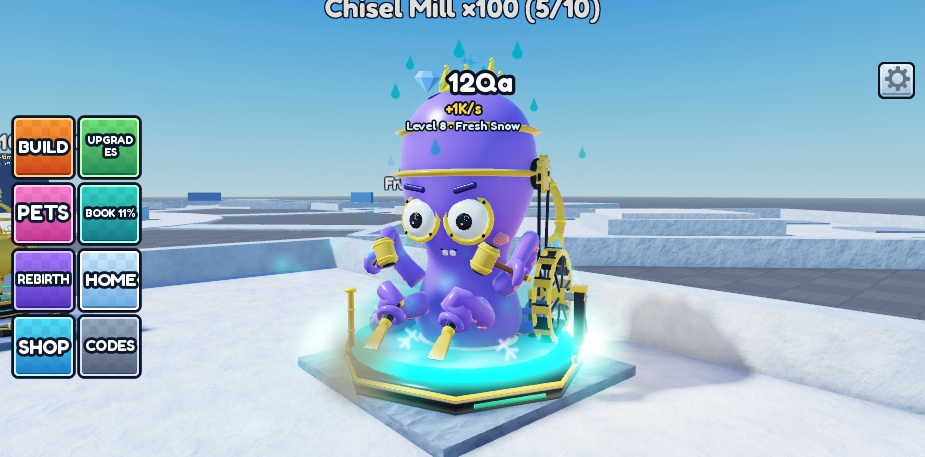 Chisel Mill x100 (5/10)
12Qa
+1K/s
Level 8 · Fresh Snow
BUILD
UPGRAD
ES
PETS
BOOK 11%
REBIRTH
HOME
SHOP
CODES